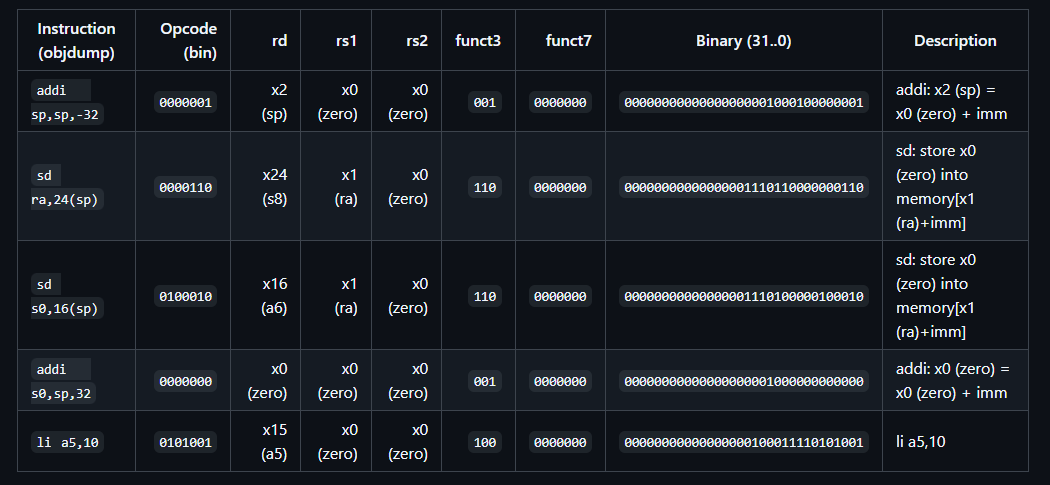 Instruction (objdump) Opcode (bin) rd rs1 rs2 funct3 funct7 Binary (31..0) Description
addi sp,sp,-32 0000001 x2 (sp) x0 (zero) x0 (zero) 001 0000000 00000000000000000001000100000001 addi: x2 (sp) = x0 (zero) + imm
sd ra,24(sp) 0000110 x24 (s8) x1 (ra) x0 (zero) 110 0000000 00000000000000001110110000000110 sd: store x0 (zero) into memory[x1 (ra)+imm]
sd s0,16(sp) 0100010 x16 (a6) x1 (ra) x0 (zero) 110 0000000 00000000000000001110100000100010 sd: store x0 (zero) into memory[x1 (ra)+imm]
addi s0,sp,32 0000000 x0 (zero) x0 (zero) x0 (zero) 001 0000000 00000000000000000001000000000000 addi: x0 (zero) = x0 (zero) + imm
li a5,10 0101001 x15 (a5) x0 (zero) x0 (zero) 100 0000000 00000000000000000100011110101001 li a5,10